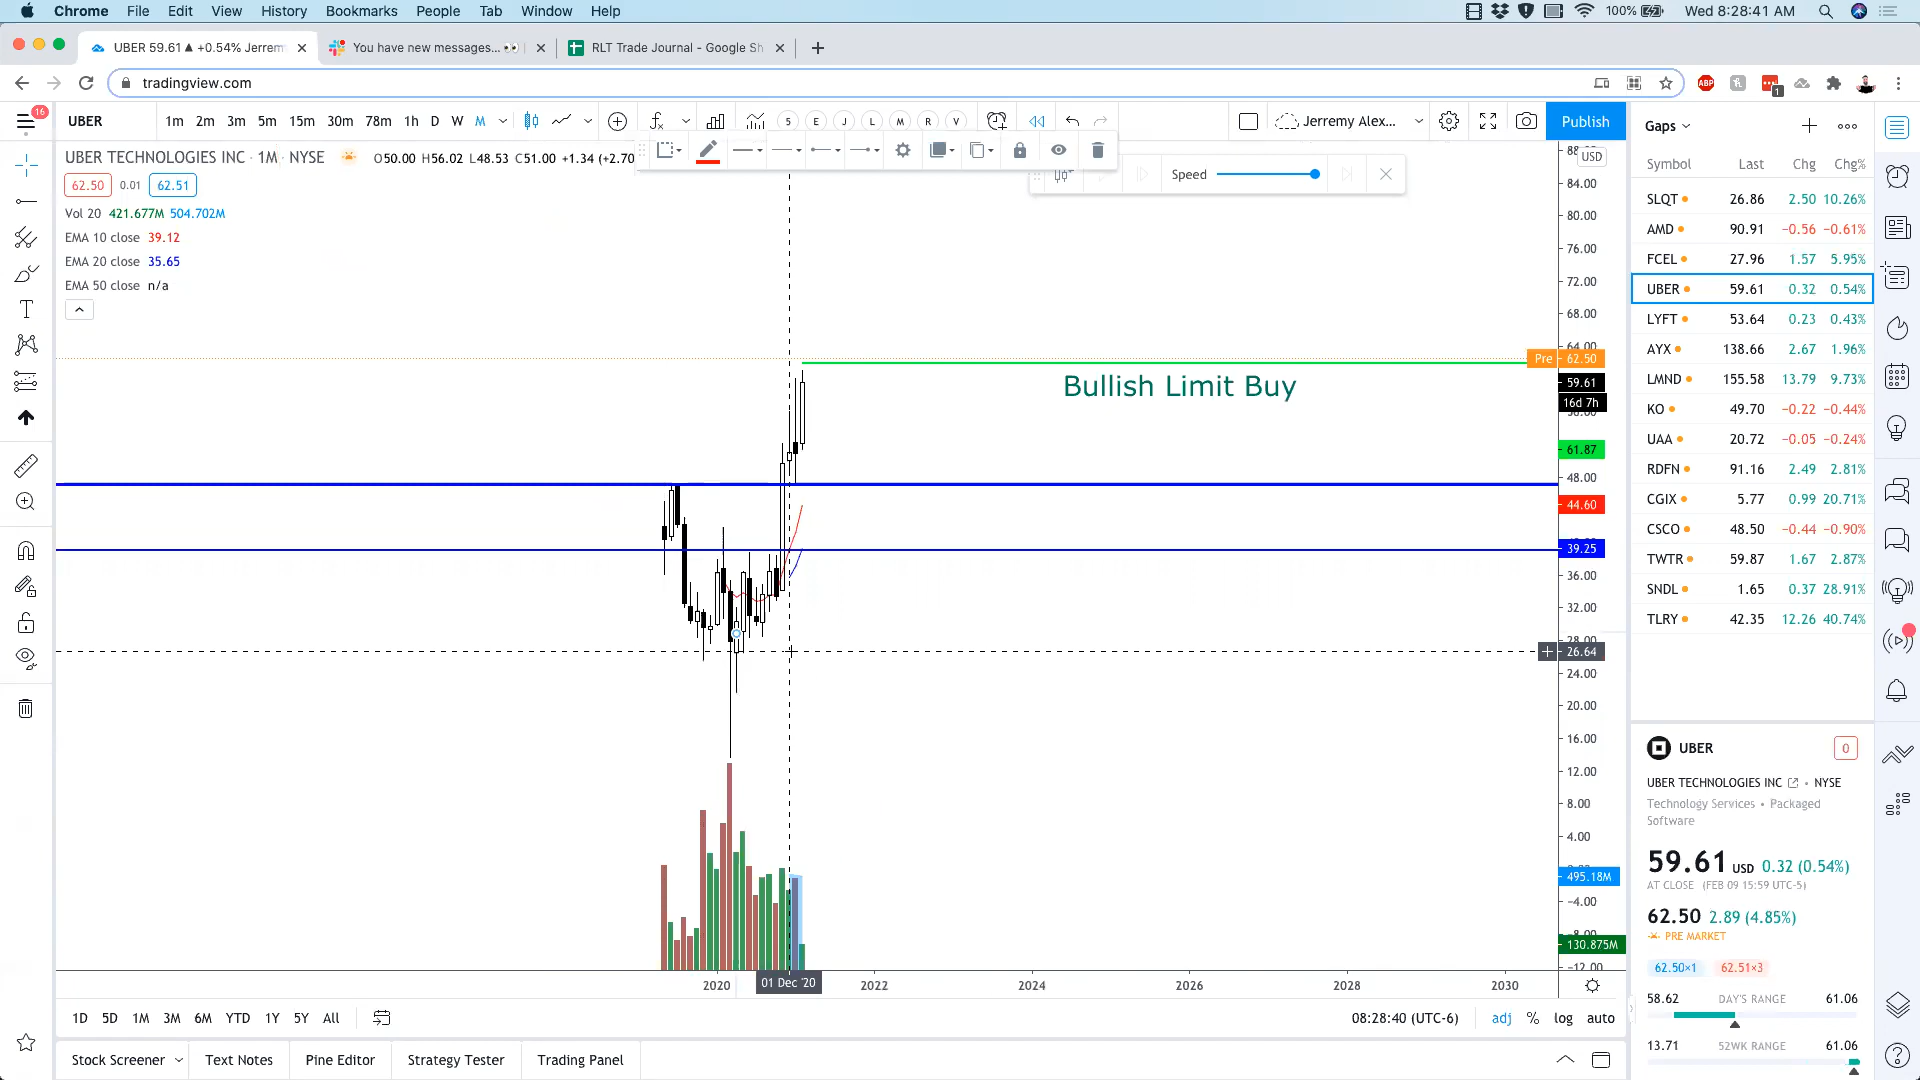 Chrome File Edit View History Bookmarks People Tab Window Help 100% Wed 8:28:41 AM
UBER 59.61 ▲ +0.54% Jerrem You have new messages... RLT Trade Journal - Google Sh
tradingview.com
16 UBER 1m 2m 3m 5m 15m 30m 78m 1h D W M S E J L M R V Jeremy Alex... Publish
Speed
UBER TECHNOLOGIES INC · 1M · NYSE O50.00 H56.02 L48.53 C51.00 +1.34 (+2.70
62.50 0.01 62.51
Vol 20 421.677M 504.702M
EMA 10 close 39.12
EMA 20 close 35.65
EMA 50 close n/a
Bullish Limit Buy
USD
84.00
80.00
76.00
72.00
68.00
64.00
Pre 62.50
59.61
16d 7h
61.87
48.00
44.60
39.25
36.00
32.00
28.00
26.64
24.00
20.00
16.00
12.00
8.00
4.00
495.18M
-4.00
130.875M
-12.00
2020 01 Dec '20 2022 2024 2026 2028 2030
1D 5D 1M 3M 6M YTD 1Y 5Y All 08:28:40 (UTC-6) adj % log auto
Stock Screener Text Notes Pine Editor Strategy Tester Trading Panel
Gaps
Symbol Last Chg Chg%
SLQT 26.86 2.50 10.26%
AMD 90.91 −0.56 −0.61%
FCEL 27.96 1.57 5.95%
UBER 59.61 0.32 0.54%
LYFT 53.64 0.23 0.43%
AYX 138.66 2.67 1.96%
LMND 155.58 13.79 9.73%
KO 49.70 −0.22 −0.44%
UAA 20.72 −0.05 −0.24%
RDFN 91.16 2.49 2.81%
CGIX 5.77 0.99 20.71%
CSCO 48.50 −0.44 −0.90%
TWTR 59.87 1.67 2.87%
SNDL 1.65 0.37 28.91%
TLRY 42.35 12.26 40.74%
UBER 0
UBER TECHNOLOGIES INC • NYSE
Technology Services • Packaged
Software
59.61 USD 0.32 (0.54%)
AT CLOSE (FEB 09 15:59 UTC-5)
62.50 2.89 (4.85%)
PRE MARKET
62.50×1 62.51×3
58.62 DAY'S RANGE 61.06
13.71 52WK RANGE 61.06